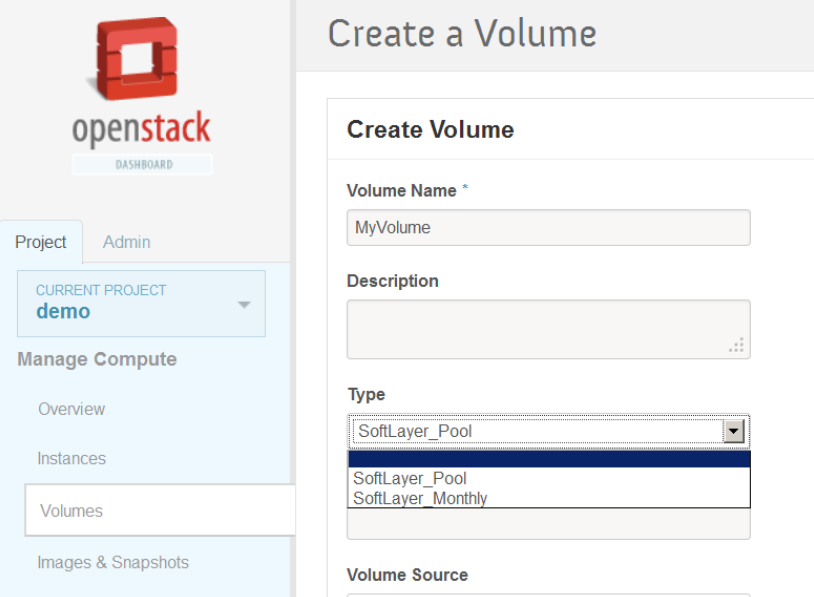 openstack
DASHBOARD
Project
Admin
CURRENT PROJECT
demo
Manage Compute
Overview
Instances
Volumes
Images & Snapshots
Create a Volume
Create Volume
Volume Name *
MyVolume
Description
Type
SoftLayer_Pool
SoftLayer_Pool
SoftLayer_Monthly
Volume Source